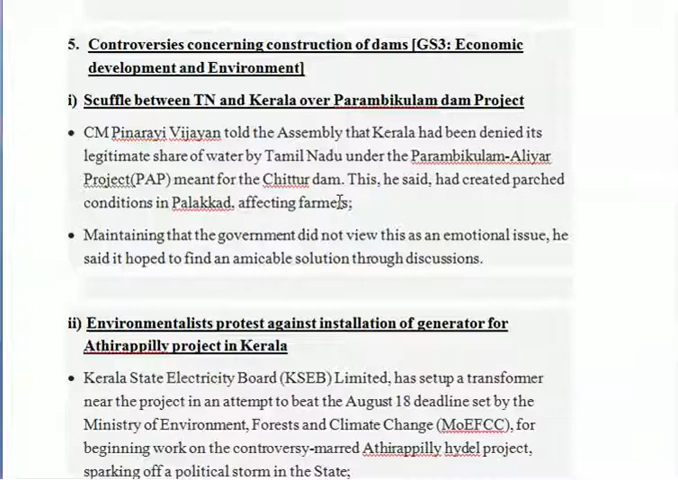 5. Controversies concerning construction of dams [GS3: Economic
development and Environment]
i) Scuffle between TN and Kerala over Parambikulam dam Project
• CM Pinarayi Vijayan told the Assembly that Kerala had been denied its
legitimate share of water by Tamil Nadu under the Parambikulam-Aliyar
Project(PAP) meant for the Chittur dam. This, he said, had created parched
conditions in Palakkad, affecting farmers;
• Maintaining that the government did not view this as an emotional issue, he
said it hoped to find an amicable solution through discussions.
ii) Environmentalists protest against installation of generator for
Athirappilly project in Kerala
• Kerala State Electricity Board (KSEB) Limited, has setup a transformer
near the project in an attempt to beat the August 18 deadline set by the
Ministry of Environment, Forests and Climate Change (MoEFCC), for
beginning work on the controversy-marred Athirappilly hydel project,
sparking off a political storm in the State;